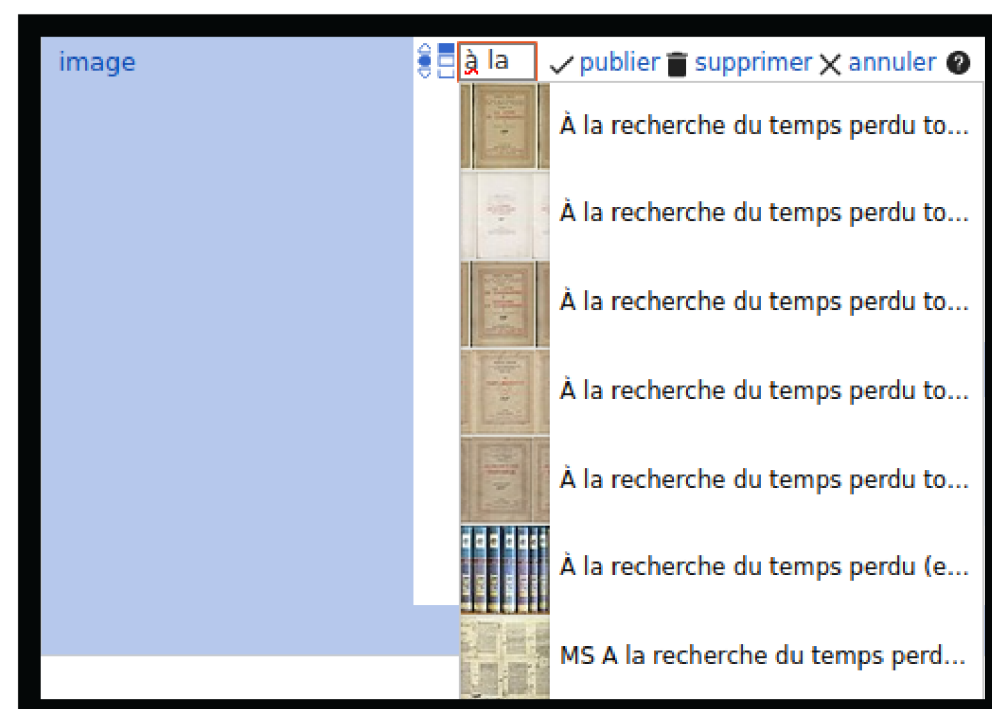 image
à la
publier supprimer annuler ?
À la recherche du temps perdu to...
À la recherche du temps perdu to...
À la recherche du temps perdu to...
À la recherche du temps perdu to...
À la recherche du temps perdu to...
À la recherche du temps perdu (e...
MS A la recherche du temps perd...